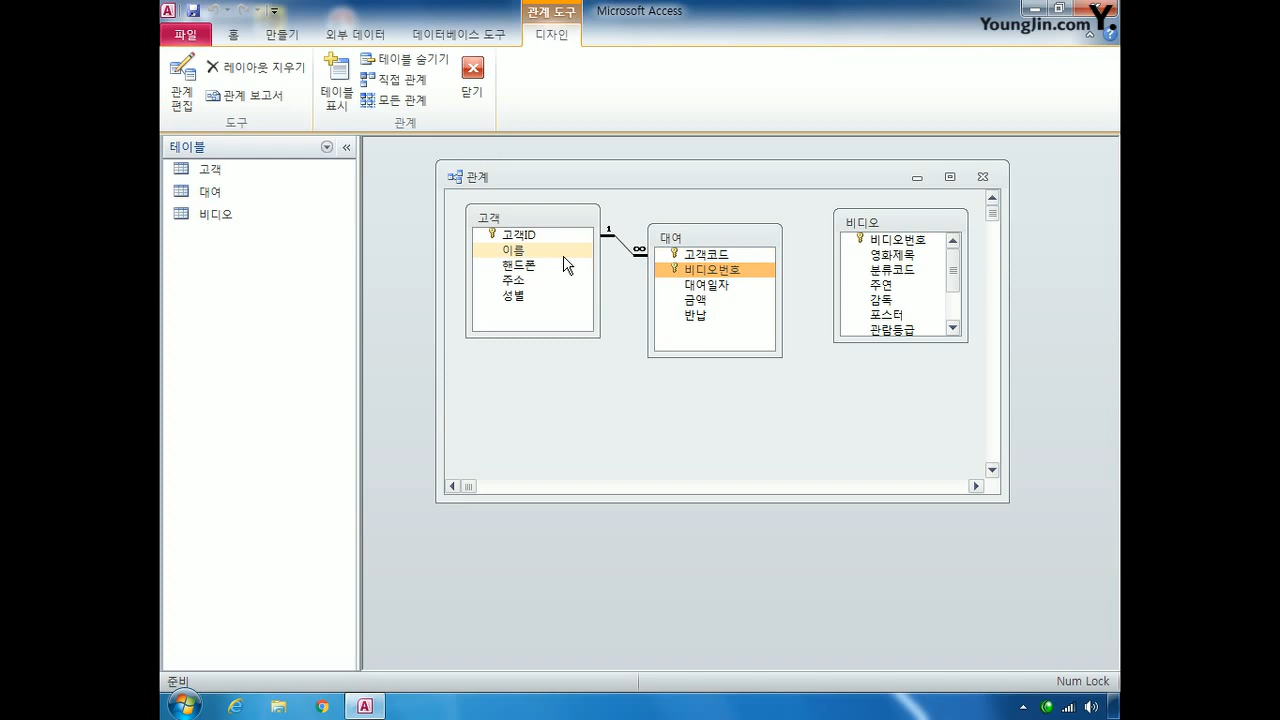 Microsoft Access
관계 도구
Younglin.com
Y.
파일
홈
만들기
외부 데이터
데이터베이스 도구
디자인
관계
편집
레이아웃 지우기
관계 보고서
도구
테이블
표시
테이블 숨기기
직접 관계
모든 관계
닫기
관계
테이블
고객
대여
비디오
관계
고객
고객ID
이름
핸드폰
주소
성별
1
∞
대여
고객코드
비디오번호
대여일자
금액
반납
비디오
비디오번호
영화제목
분류코드
주연
감독
포스터
관람등급
준비
Num Lock